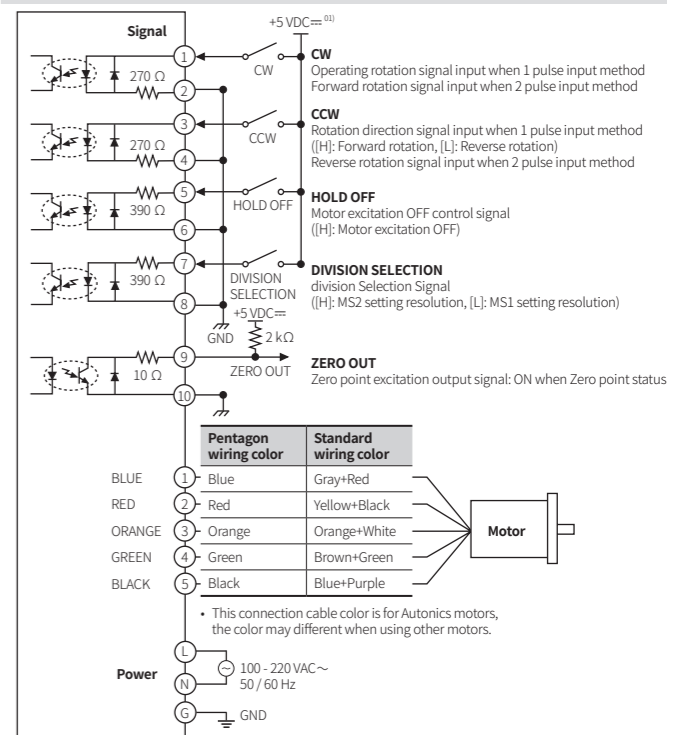 +5 VDC⎓ 01)
Signal
1
CW
CW
Operating rotation signal input when 1 pulse input method
Forward rotation signal input when 2 pulse input method
270 Ω
2
3
CCW
CCW
Rotation direction signal input when 1 pulse input method
([H]: Forward rotation, [L]: Reverse rotation)
Reverse rotation signal input when 2 pulse input method
270 Ω
4
5
HOLD OFF
390 Ω
HOLD OFF
Motor excitation OFF control signal
([H]: Motor excitation OFF)
6
7
390 Ω
DIVISION
SELECTION
DIVISION SELECTION
division Selection Signal
([H]: MS2 setting resolution, [L]: MS1 setting resolution)
8
+5 VDC⎓
GND
2 kΩ
9
10 Ω
ZERO OUT
ZERO OUT
Zero point excitation output signal: ON when Zero point status
10
Pentagon
wiring color
Standard
wiring color
BLUE 1 Blue Gray+Red
RED 2 Red Yellow+Black
ORANGE 3 Orange Orange+White
GREEN 4 Green Brown+Green
BLACK 5 Black Blue+Purple
Motor
• This connection cable color is for Autonics motors,
the color may different when using other motors.
Power
L
N
100 - 220 VAC～
50 / 60 Hz
G
GND